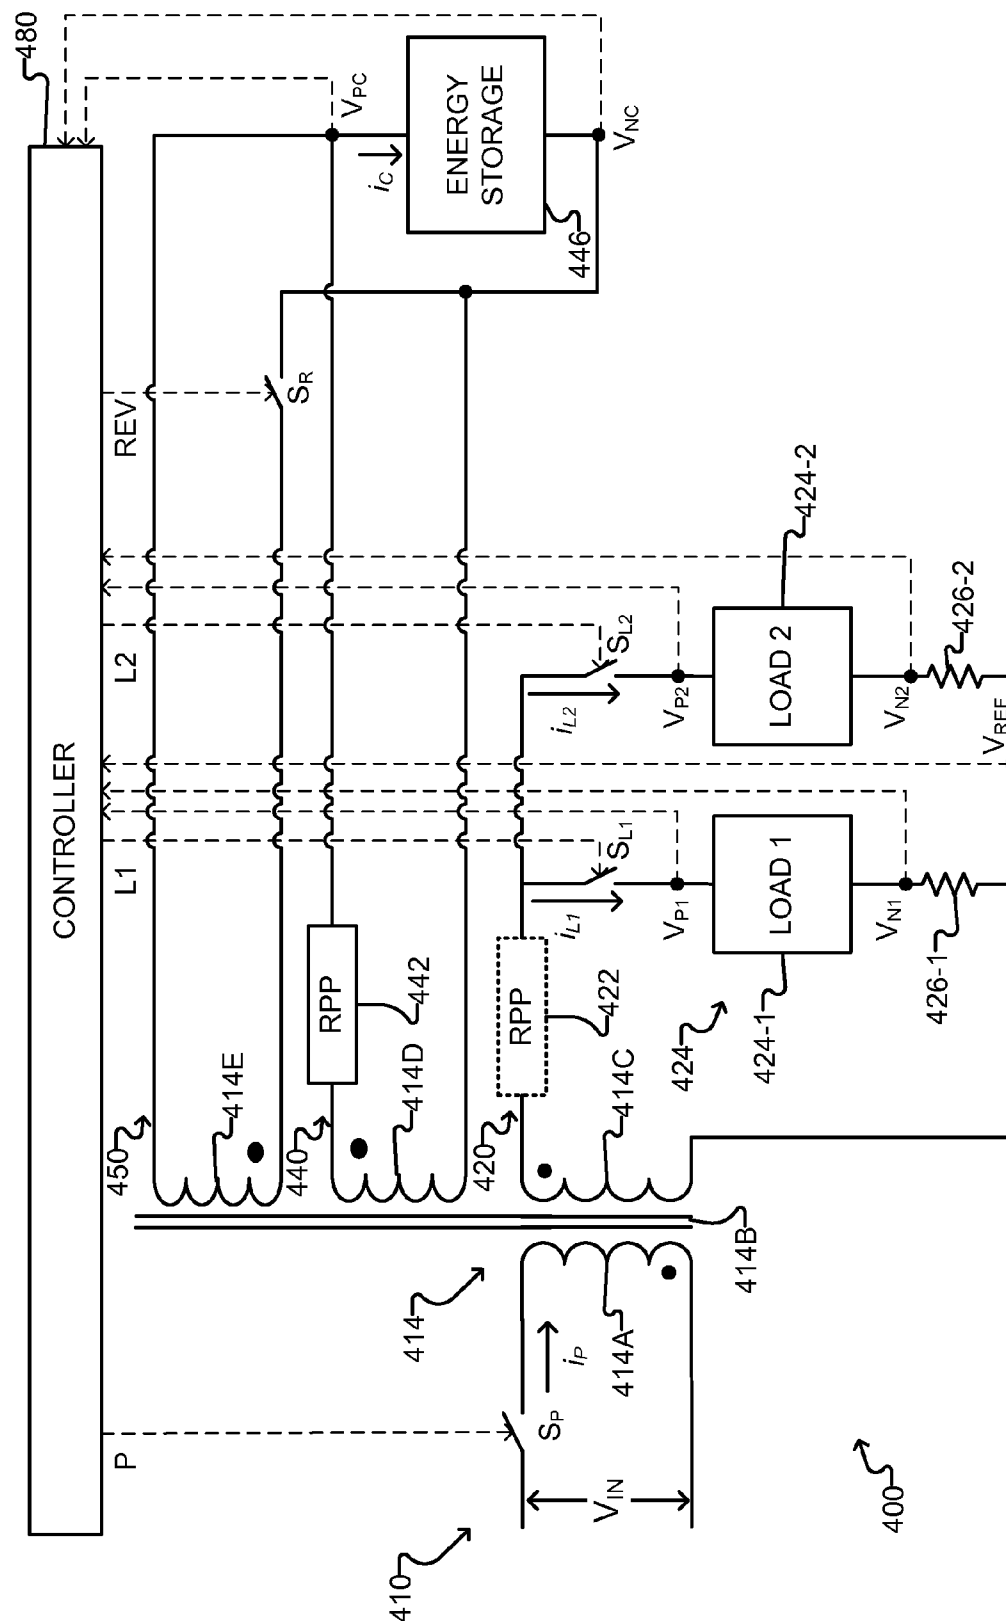 CONTROLLER
480
P
L1
L2
REV
450
414E
440
414D
RPP
442
420
414C
RPP
422
414
414A
414B
410
S_P
i_P
V_IN
S_R
V_PC
i_C
ENERGY
STORAGE
446
V_NC
i_L1
S_L1
V_P1
LOAD 1
424
424-1
V_N1
426-1
i_L2
S_L2
V_P2
LOAD 2
424-2
V_N2
426-2
V_REF
400